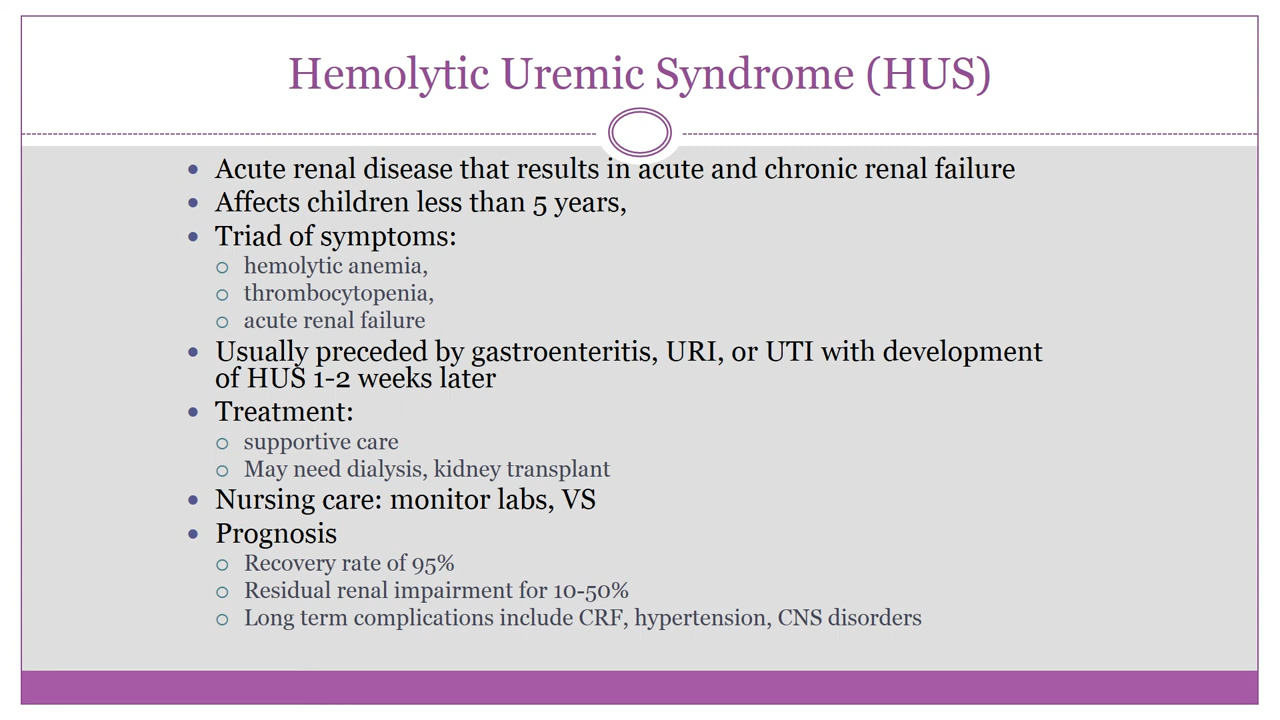 Hemolytic Uremic Syndrome (HUS)
Acute renal disease that results in acute and chronic renal failure
Affects children less than 5 years,
Triad of symptoms:
hemolytic anemia,
thrombocytopenia,
acute renal failure
Usually preceded by gastroenteritis, URI, or UTI with development
of HUS 1-2 weeks later
Treatment:
supportive care
May need dialysis, kidney transplant
Nursing care: monitor labs, VS
Prognosis
Recovery rate of 95%
Residual renal impairment for 10-50%
Long term complications include CRF, hypertension, CNS disorders